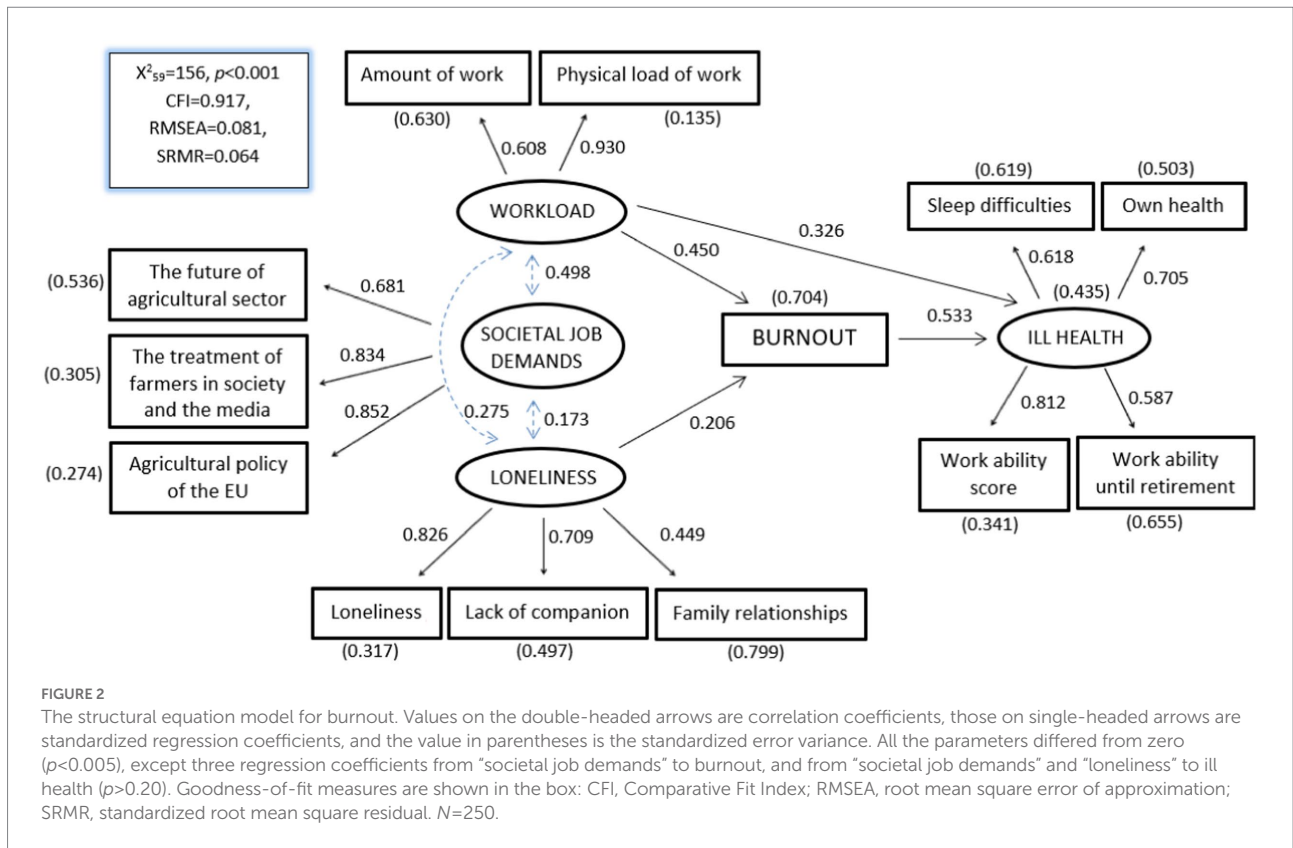 X²₅₉=156, p<0.001
CFI=0.917,
RMSEA=0.081,
SRMR=0.064
Amount of work
(0.630)
Physical load of work
(0.135)
0.608
0.930
WORKLOAD
0.326
0.450
0.498
(0.619)
Sleep difficulties
(0.503)
Own health
0.618
0.705
(0.435)
ILL HEALTH
(0.536)
The future of
agricultural sector
0.681
(0.305)
The treatment of
farmers in society
and the media
0.834
(0.274)
Agricultural policy
of the EU
0.852
SOCIETAL JOB
DEMANDS
0.275
0.173
(0.704)
BURNOUT
0.533
0.206
0.812
0.587
Work ability
score
(0.341)
Work ability
until retirement
(0.655)
LONELINESS
0.826
0.709
0.449
Loneliness
(0.317)
Lack of companion
(0.497)
Family relationships
(0.799)
FIGURE 2
The structural equation model for burnout. Values on the double-headed arrows are correlation coefficients, those on single-headed arrows are
standardized regression coefficients, and the value in parentheses is the standardized error variance. All the parameters differed from zero
(p<0.005), except three regression coefficients from “societal job demands” to burnout, and from “societal job demands” and “loneliness” to ill
health (p>0.20). Goodness-of-fit measures are shown in the box: CFI, Comparative Fit Index; RMSEA, root mean square error of approximation;
SRMR, standardized root mean square residual. N=250.